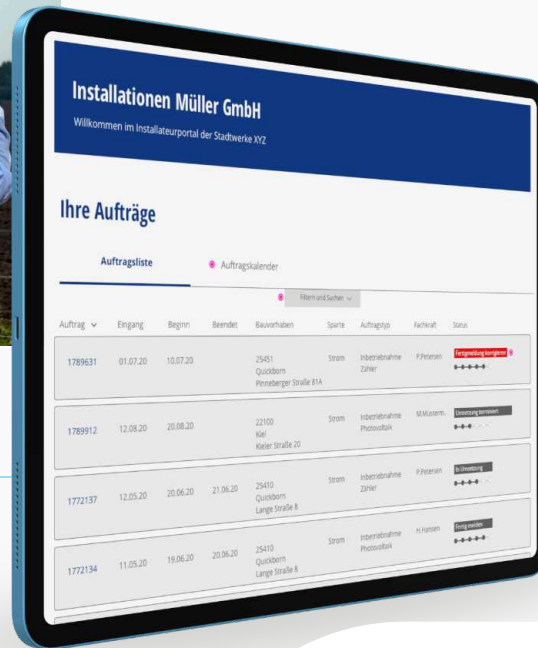 Installationen Müller GmbH
Willkommen im Installateurportal der Stadtwerke XYZ
Ihre Aufträge
Auftragsliste
Auftragskalender
Filtern und Suchen
Auftrag Eingang Beginn Beendet Bauvorhaben Sparte Auftragstyp Fachkraft Status
1789631 01.07.20 10.07.20 25451 Strom Inbetriebnahme P.Petersen Fertigmeldung korrigieren
Quickborn Zähler
Pinneberger Straße 81A
1789912 12.08.20 20.08.20 22100 Strom Inbetriebnahme M.Musterm.. Umsetzung terminiert
Kiel Photovoltaik
Kieler Straße 20
1772137 12.05.20 20.06.20 21.06.20 25410 Strom Inbetriebnahme P.Petersen In Umsetzung
Quickborn Zähler
Lange Straße 8
1772134 11.05.20 19.06.20 20.06.20 25410 Strom Inbetriebnahme H.Hansen Fertig melden
Quickborn Photovoltaik
Lange Straße 8